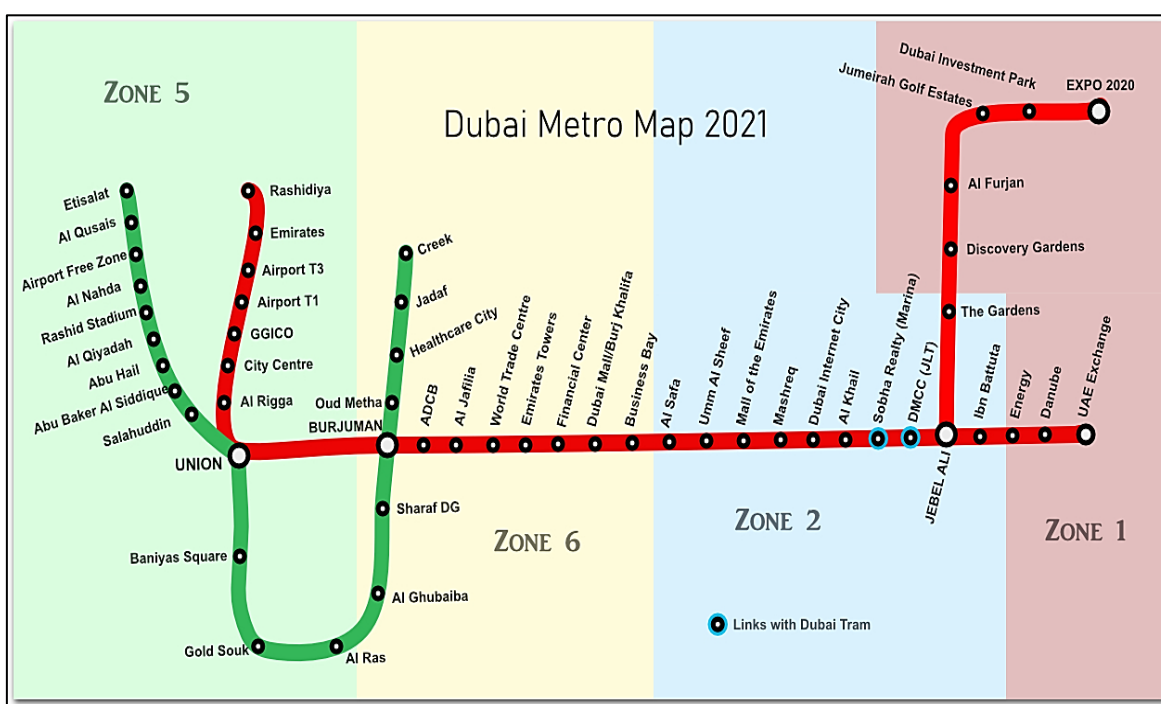 Zone 5
Dubai Metro Map 2021
Dubai Investment Park
Jumeirah Golf Estates
EXPO 2020
Etisalat
Al Qusais
Airport Free Zone
Al Nahda
Rashid Stadium
Al Qiyadah
Abu Hail
Abu Baker Al Siddique
Salahuddin
UNION
Rashidiya
Emirates
Airport T3
Airport T1
GGICO
City Centre
Al Rigga
Creek
Jadaf
Healthcare City
Oud Metha
BURJUMAN
ADCB
Al Jafilia
World Trade Centre
Emirates Towers
Financial Center
Dubai Mall/Burj Khalifa
Business Bay
Al Safa
Umm Al Sheef
Mall of the Emirates
Mashreq
Dubai Internet City
Al Khail
Sobha Realty (Marina)
DMCC (JLT)
Al Furjan
Discovery Gardens
The Gardens
JEBEL ALI
Ibn Battuta
Energy
Danube
UAE Exchange
Baniyas Square
Gold Souk
Al Ras
Al Ghubaiba
Sharaf DG
Zone 6
Zone 2
Zone 1
Links with Dubai Tram